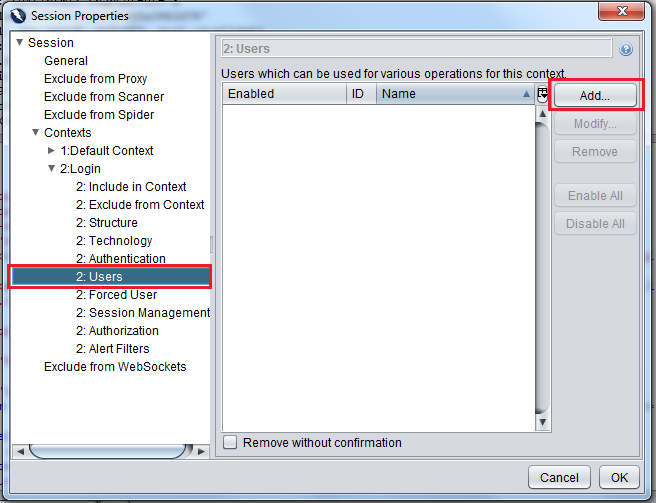 Session Properties
Session
General
Exclude from Proxy
Exclude from Scanner
Exclude from Spider
Contexts
1:Default Context
2:Login
2: Include in Context
2: Exclude from Context
2: Structure
2: Technology
2: Authentication
2: Users
2: Forced User
2: Session Management
2: Authorization
2: Alert Filters
Exclude from WebSockets
2: Users
Users which can be used for various operations for this context.
Enabled ID Name
Add...
Modify...
Remove
Enable All
Disable All
Remove without confirmation
Cancel OK